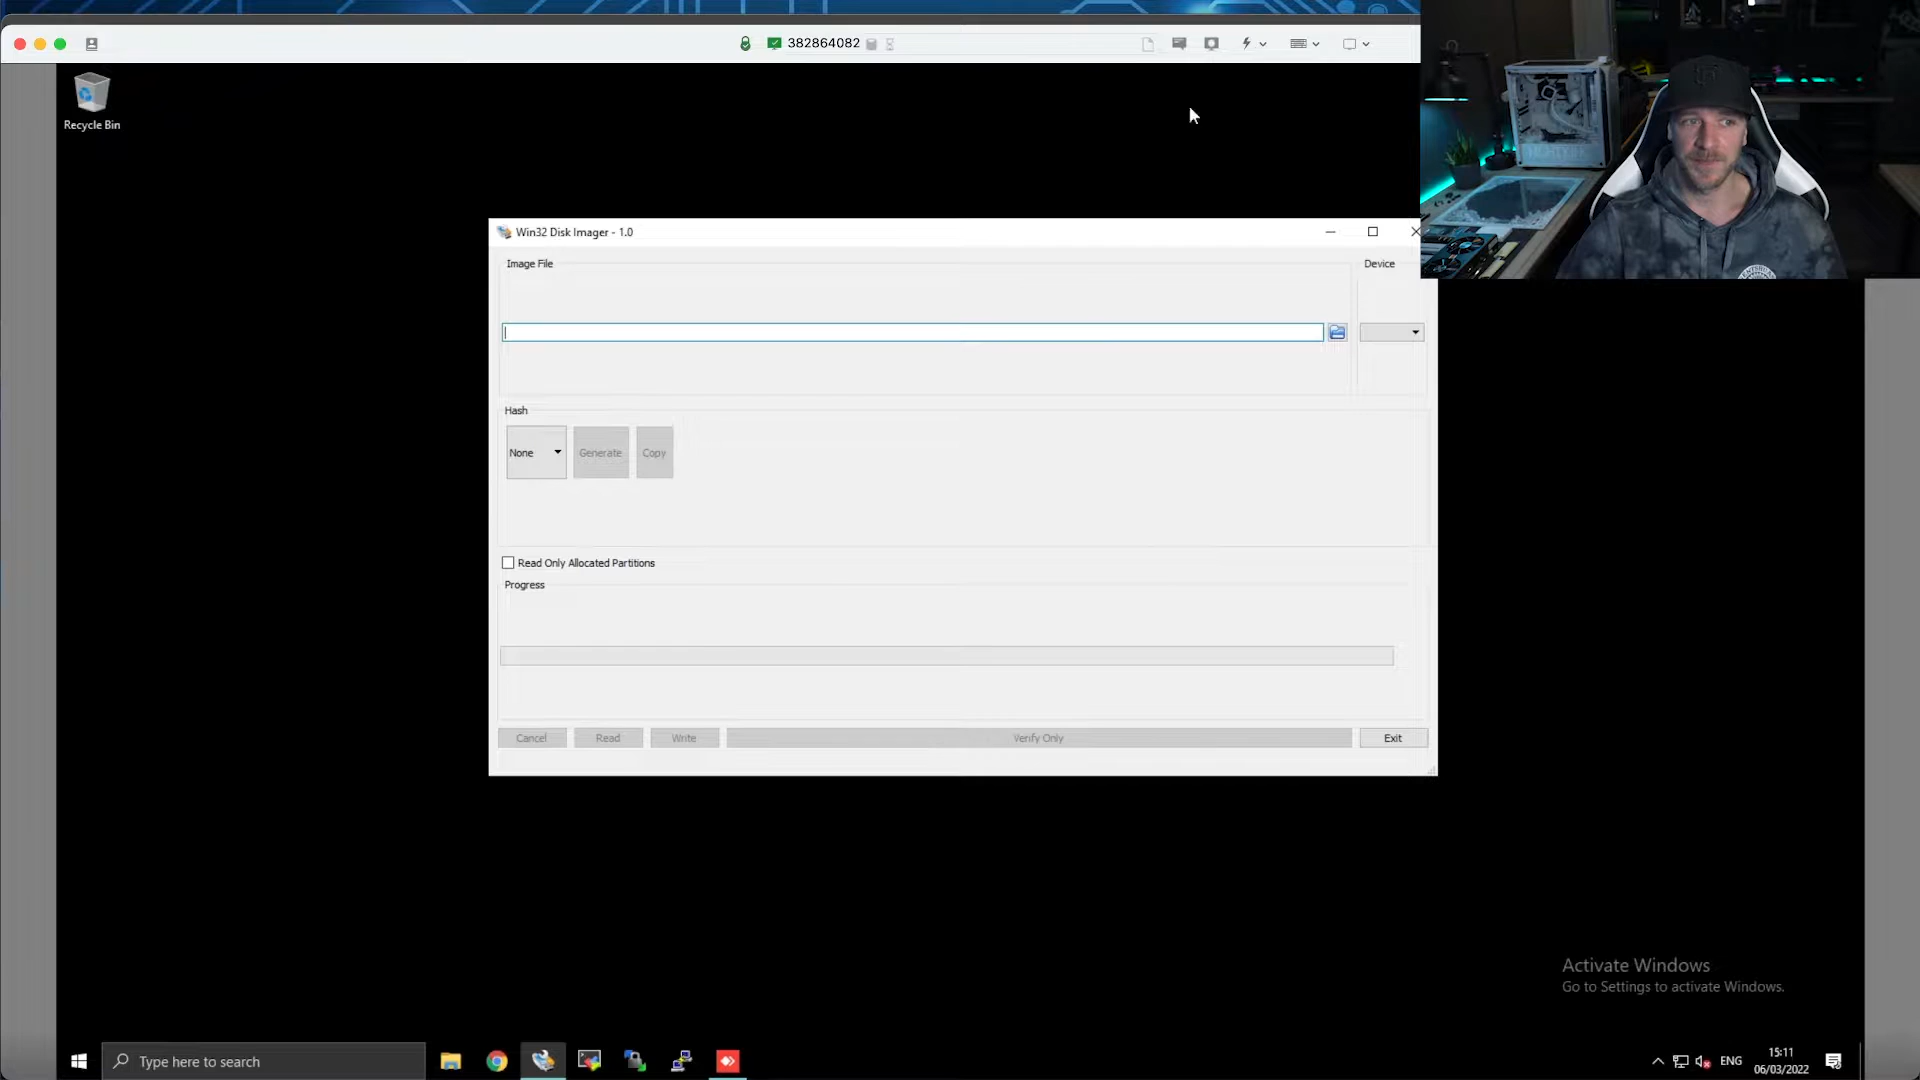 382864082
Recycle Bin
Win32 Disk Imager - 1.0
Image File
Device
Hash
None
Generate
Copy
Read Only Allocated Partitions
Progress
Cancel
Read
Write
Verify Only
Exit
Activate Windows
Go to Settings to activate Windows.
Type here to search
ENG
15:11
06/03/2022